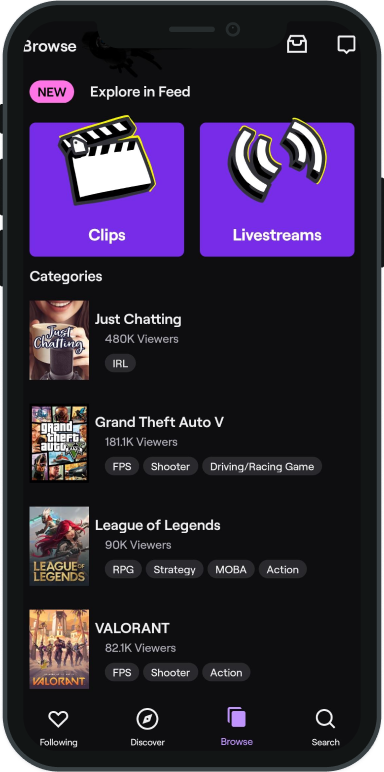 Browse
NEW Explore in Feed
Clips
Livestreams
Categories
Just Chatting
Just Chatting
480K Viewers
IRL
grand theft auto V
Grand Theft Auto V
181.1K Viewers
FPS Shooter Driving/Racing Game
LEAGUE OF LEGENDS
League of Legends
90K Viewers
RPG Strategy MOBA Action
VALORANT
VALORANT
82.1K Viewers
FPS Shooter Action
Following Discover Browse Search